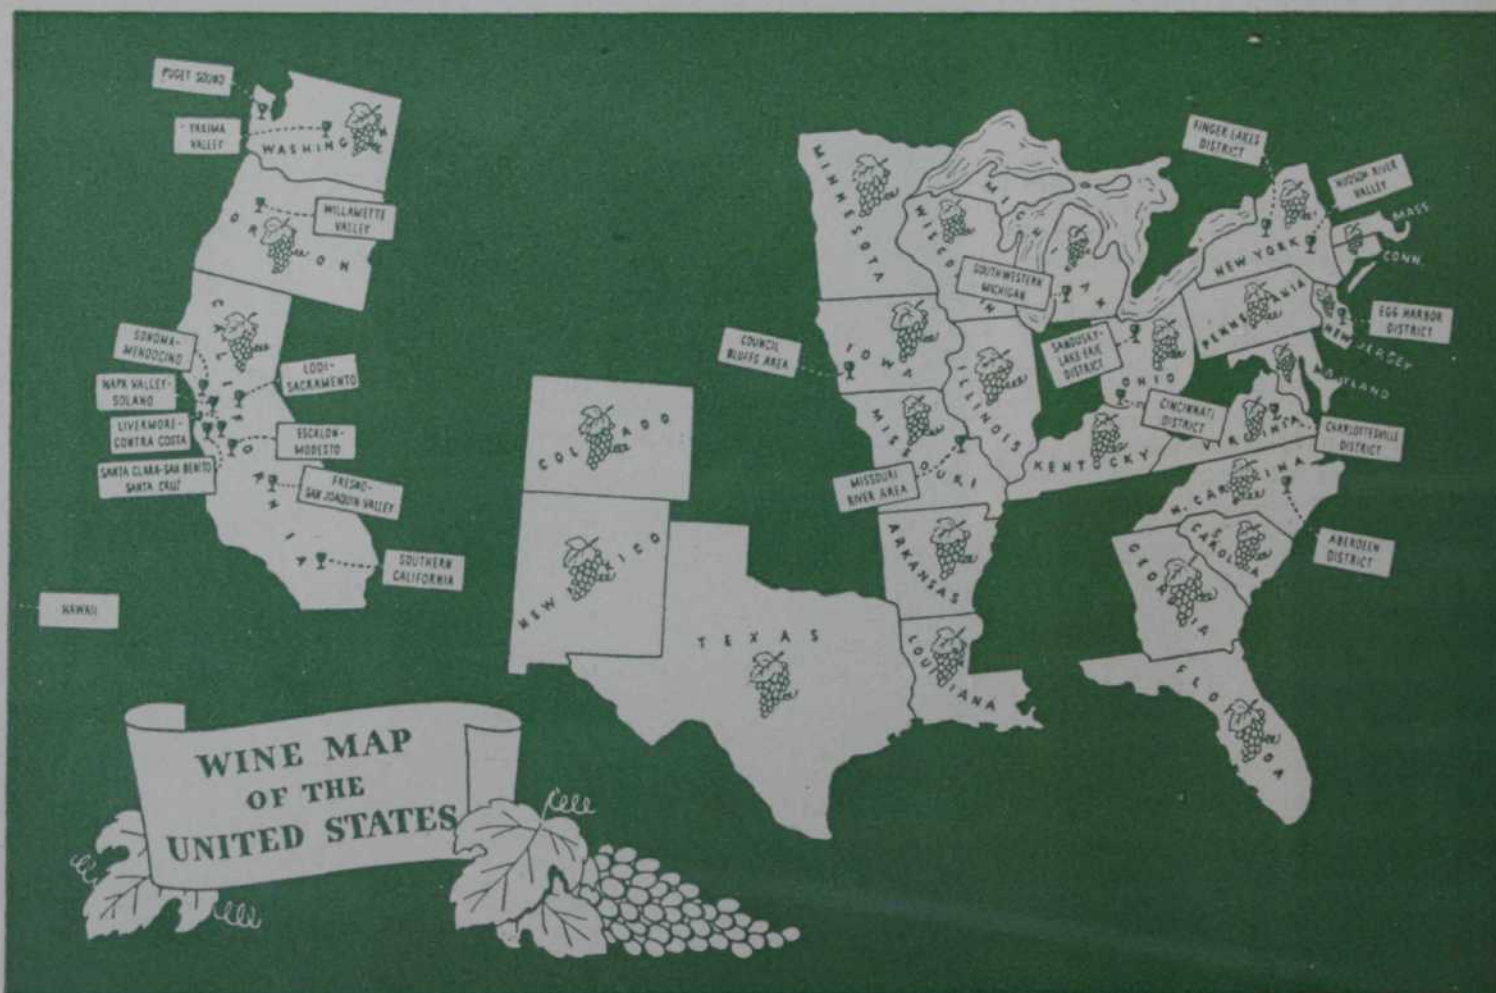 PUGET SOUND
YAKIMA
VALLEY
WASHINGTON
WILLAMETTE
VALLEY
OREGON
CALIFORNIA
SONOMA-
MENDOCINO
NAPA VALLEY-
SOLANO
LIVERMORE-
CONTRA COSTA
SANTA CLARA-SAN BENITO
SANTA CRUZ
LODI-
SACRAMENTO
ESCALON-
MODESTO
FRESNO-
SAN JOAQUIN VALLEY
SOUTHERN
CALIFORNIA
HAWAII
COLORADO
NEW MEXICO
TEXAS
MINNESOTA
WISCONSIN
MICHIGAN
SOUTHWESTERN
MICHIGAN
COUNCIL
BLUFFS AREA
IOWA
ILLINOIS
MISSOURI
MISSOURI
RIVER AREA
ARKANSAS
LOUISIANA
SANDUSKY-
LAKE ERIE
DISTRICT
OHIO
CINCINNATI
DISTRICT
KENTUCKY
FINGER LAKES
DISTRICT
HUDSON RIVER
VALLEY
NEW YORK
MASS.
CONN.
PENNSYLVANIA
EGG HARBOR
DISTRICT
NEW JERSEY
MARYLAND
VIRGINIA
CHARLOTTESVILLE
DISTRICT
N. CAROLINA
ABERDEEN
DISTRICT
S. CAROLINA
GEORGIA
FLORIDA
WINE MAP
OF THE
UNITED STATES